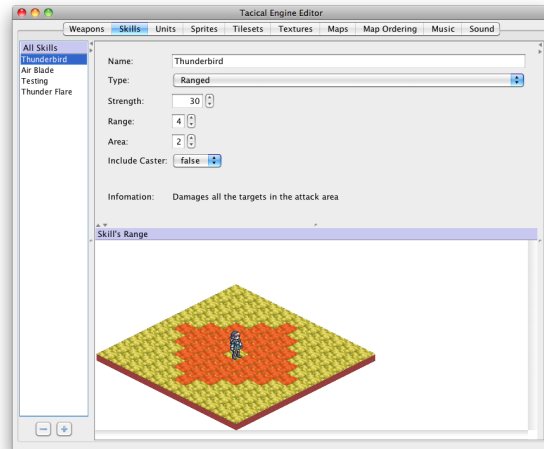 Tacical Engine Editor
Weapons Skills Units Sprites Tilesets Textures Maps Map Ordering Music Sound
All Skills
Thunderbird
Air Blade
Testing
Thunder Flare
Name: Thunderbird
Type: Ranged
Strength: 30
Range: 4
Area: 2
Include Caster: false
Infomation: Damages all the targets in the attack area
Skill's Range